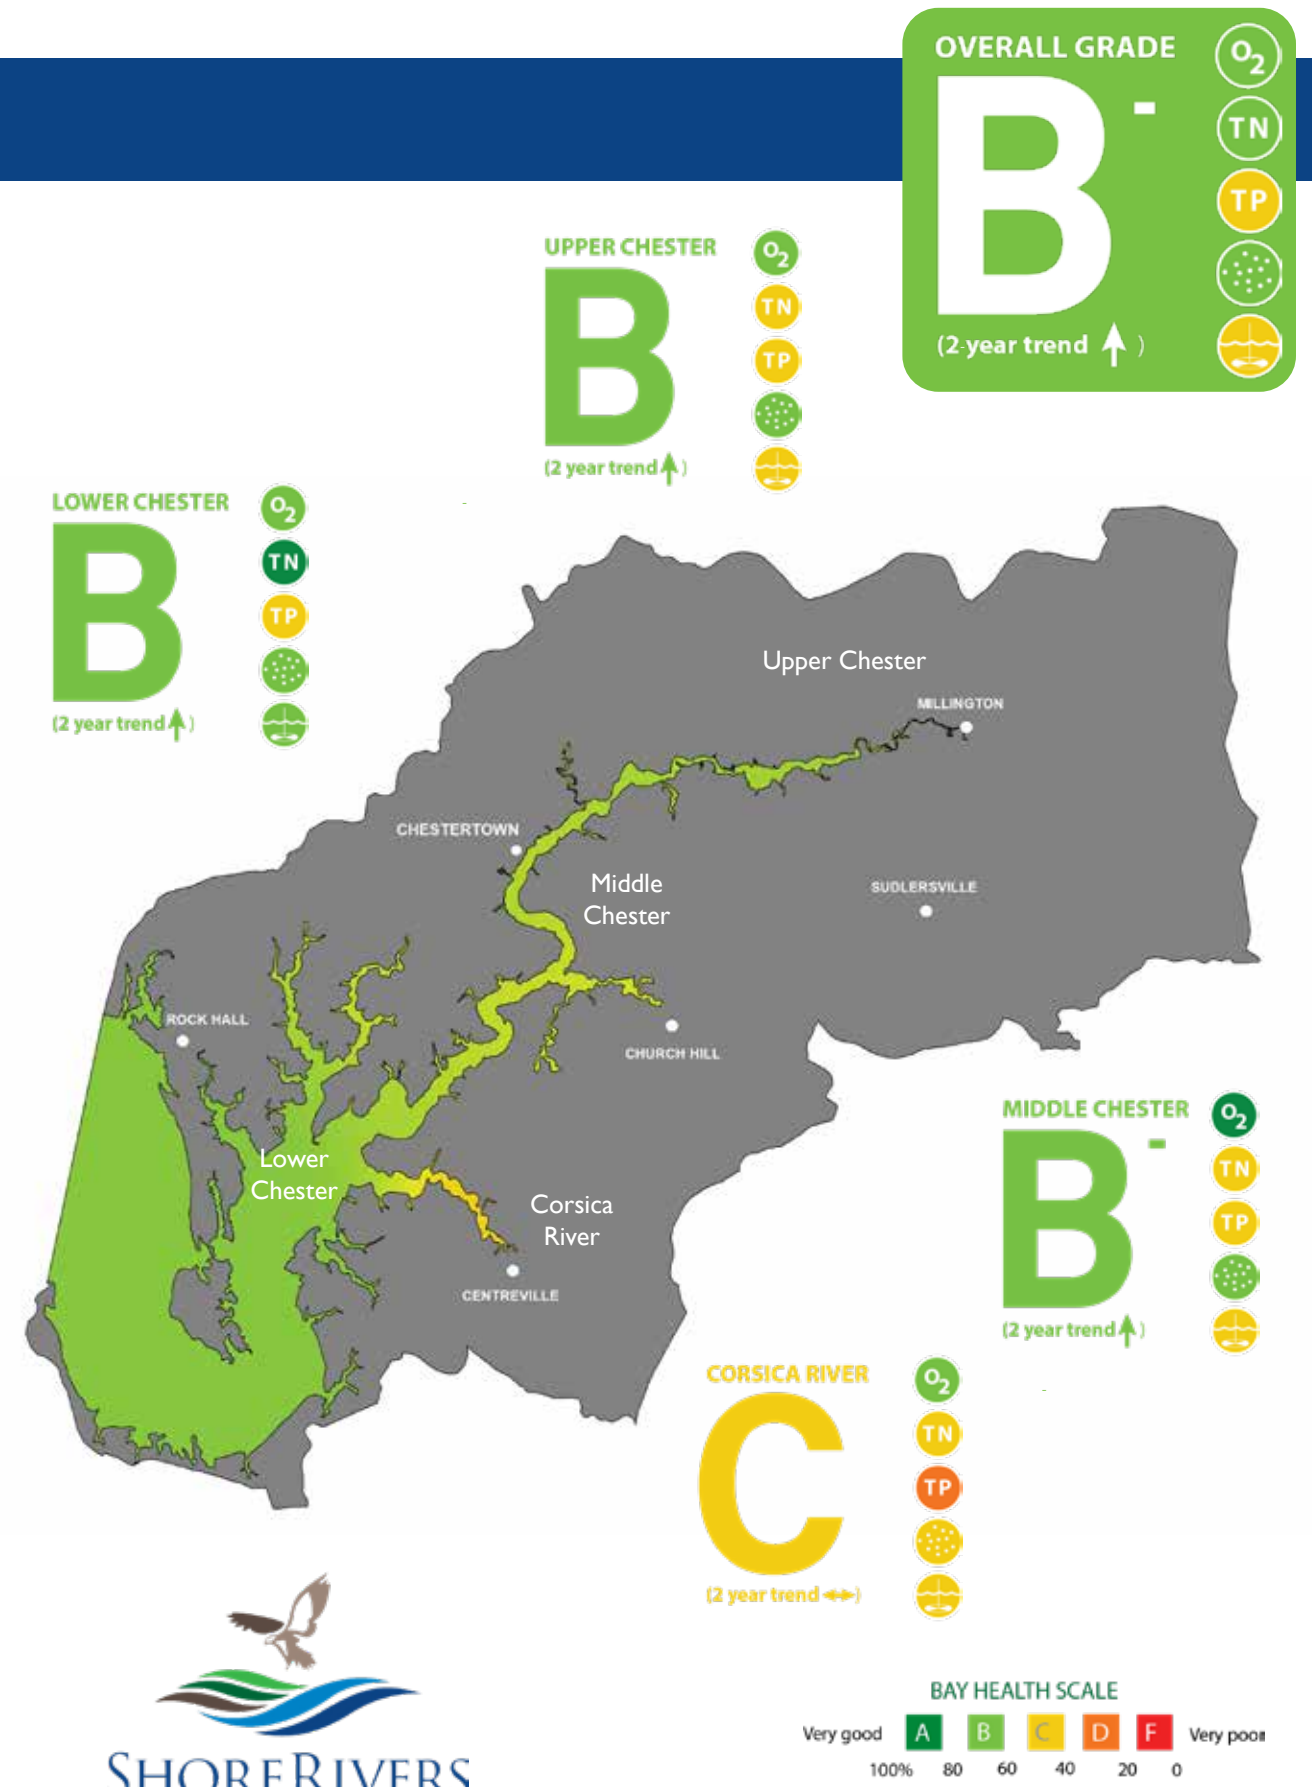 OVERALL GRADE
B-
(2-year trend )
O2
TN
TP
UPPER CHESTER
B
(2 year trend )
O2
TN
TP
LOWER CHESTER
B
(2 year trend )
O2
TN
TP
Upper Chester
MILLINGTON
CHESTERTOWN
Middle
Chester
SUDLERSVILLE
ROCK HALL
CHURCH HILL
Lower
Chester
Corsica
River
CENTREVILLE
MIDDLE CHESTER
B-
(2 year trend )
O2
TN
TP
CORSICA RIVER
C
(2 year trend )
O2
TN
TP
SHORERIVERS
BAY HEALTH SCALE
Very good A B C D F Very poor
100% 80 60 40 20 0